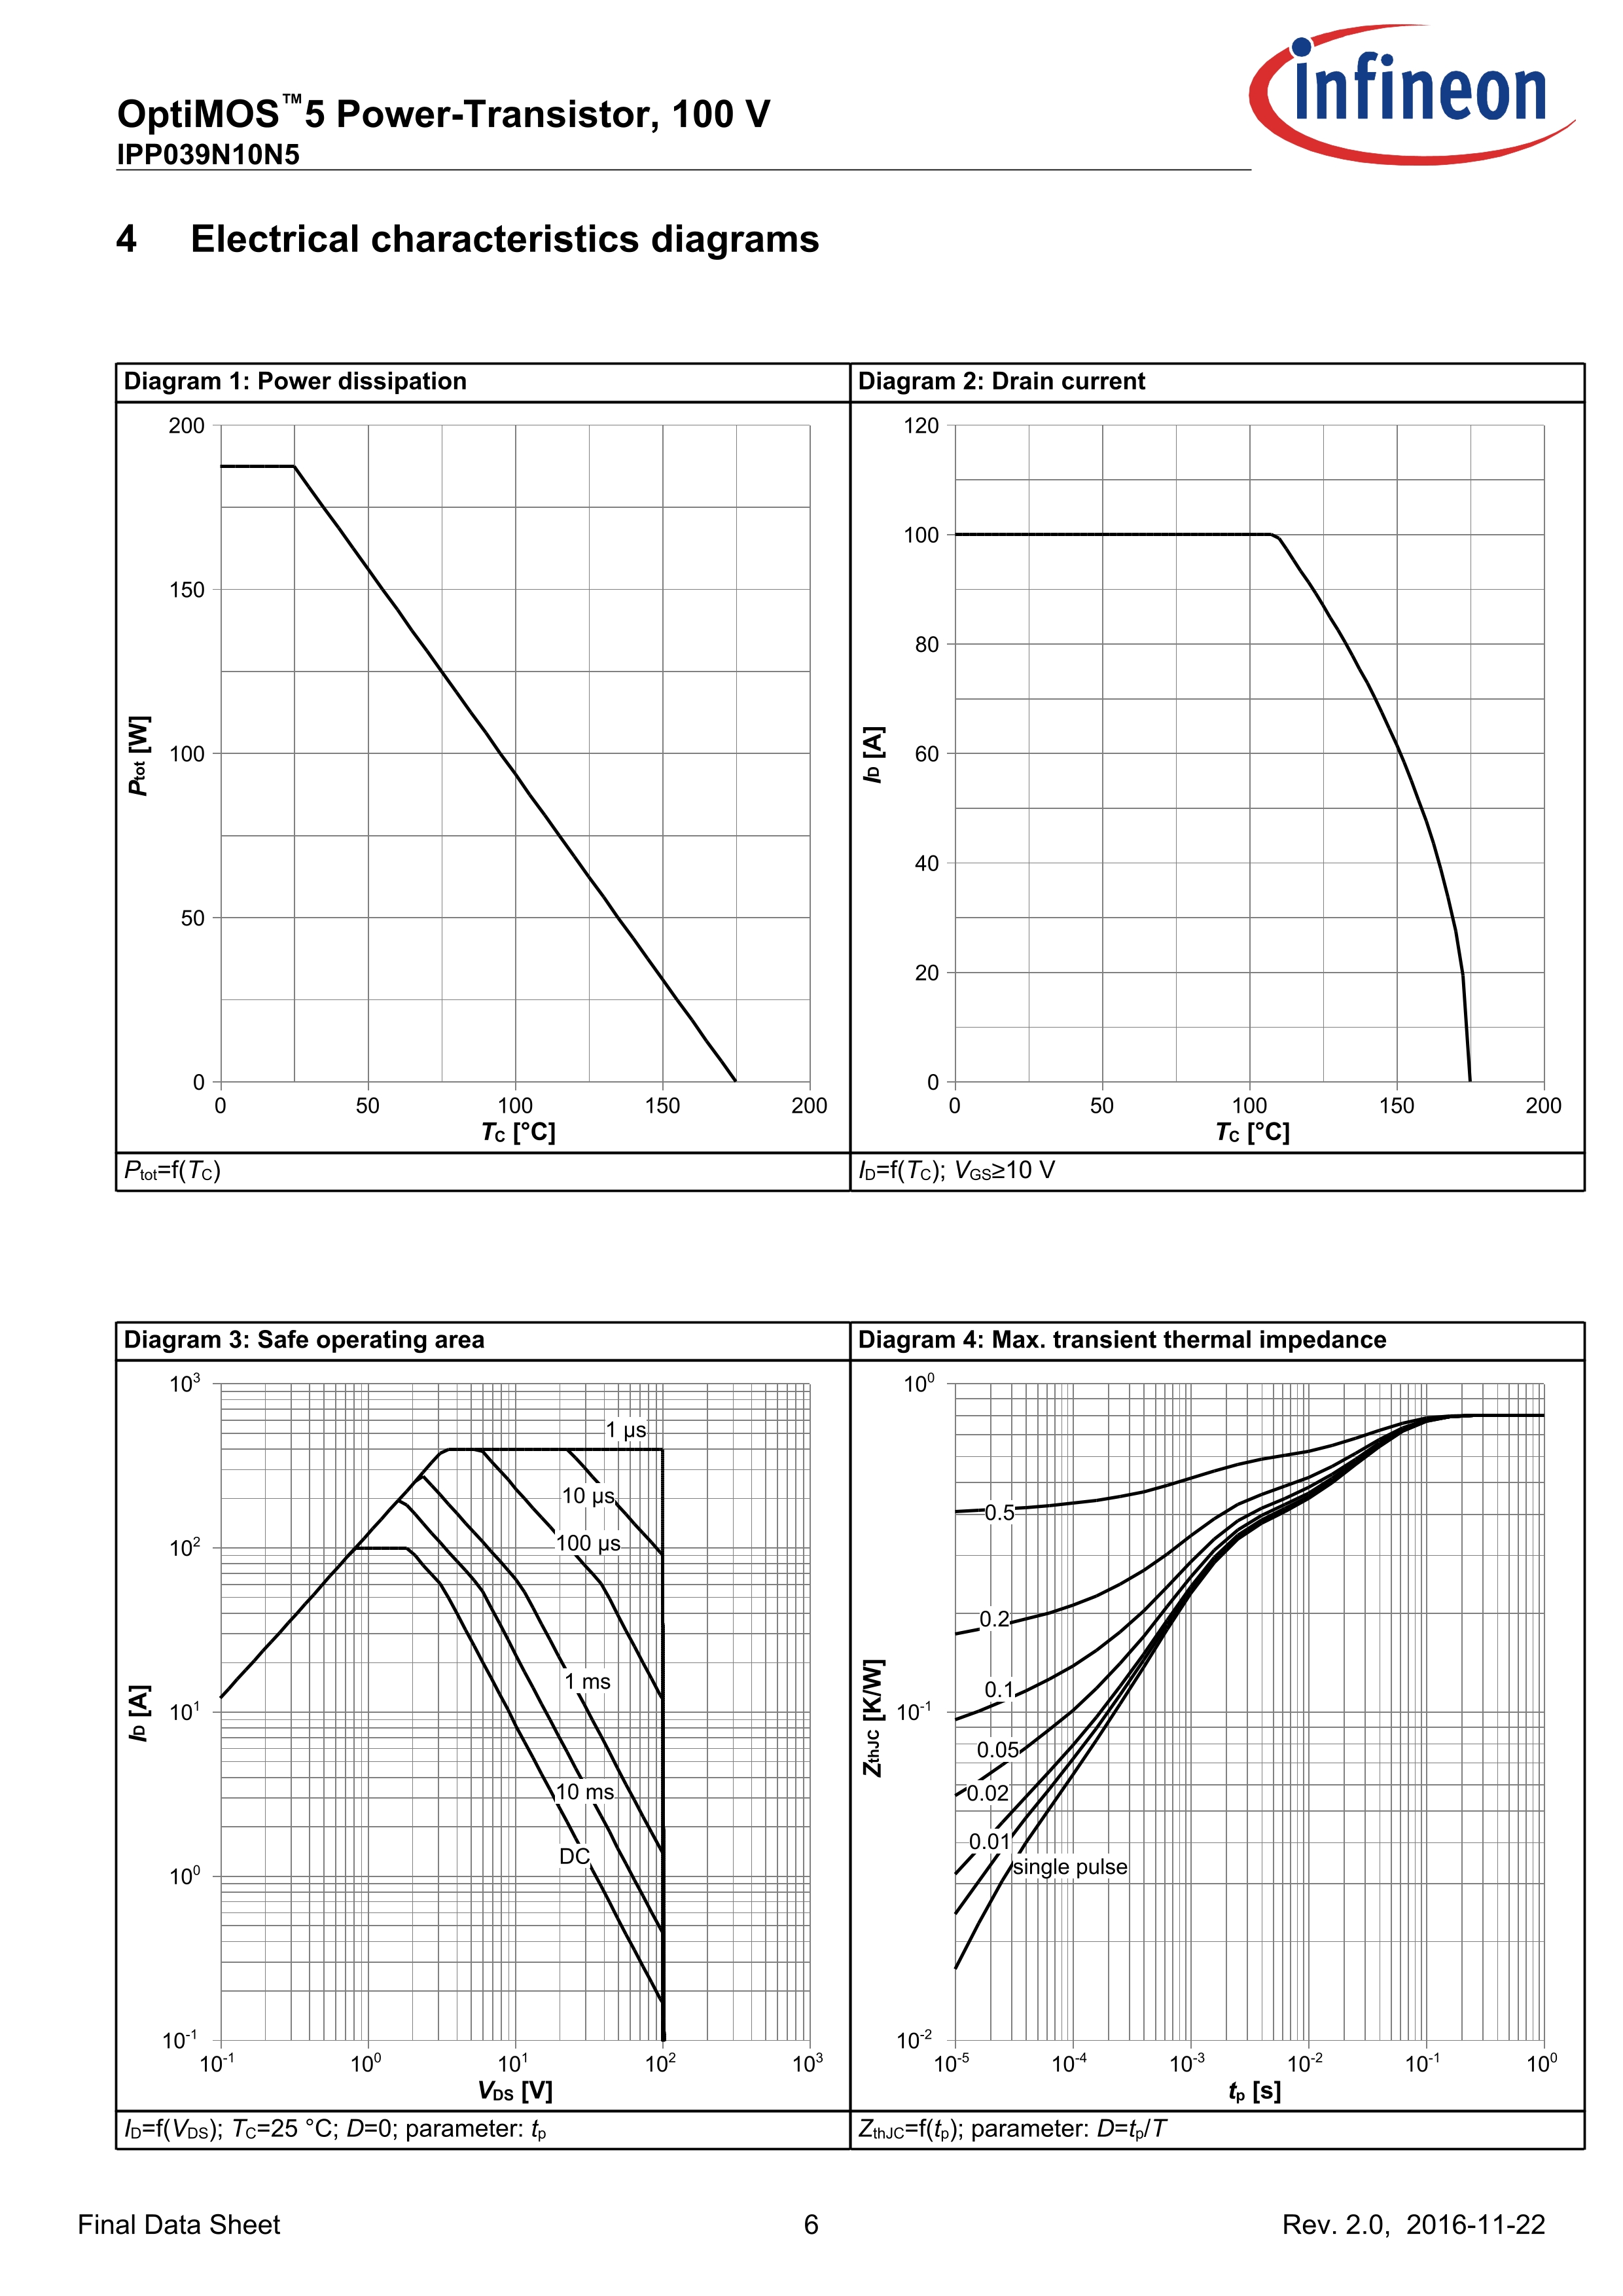 infineon
OptiMOS™5 Power-Transistor, 100 V
IPP039N10N5
4 Electrical characteristics diagrams
Diagram 1: Power dissipation
200
150
100
50
0
0 50 100 150 200
Ptot [W]
TC [°C]
Ptot=f(TC)
Diagram 2: Drain current
120
100
80
60
40
20
0
0 50 100 150 200
ID [A]
TC [°C]
ID=f(TC); VGS≥10 V
Diagram 3: Safe operating area
10³
10²
10¹
10⁰
10⁻¹
10⁻¹ 10⁰ 10¹ 10² 10³
1 µs
10 µs
100 µs
1 ms
10 ms
DC
ID [A]
VDS [V]
ID=f(VDS); TC=25 °C; D=0; parameter: tp
Diagram 4: Max. transient thermal impedance
10⁰
10⁻¹
10⁻²
10⁻⁵ 10⁻⁴ 10⁻³ 10⁻² 10⁻¹ 10⁰
0.5
0.2
0.1
0.05
0.02
0.01
single pulse
ZthJC [K/W]
tp [s]
ZthJC=f(tp); parameter: D=tp/T
Final Data Sheet 6 Rev. 2.0, 2016-11-22